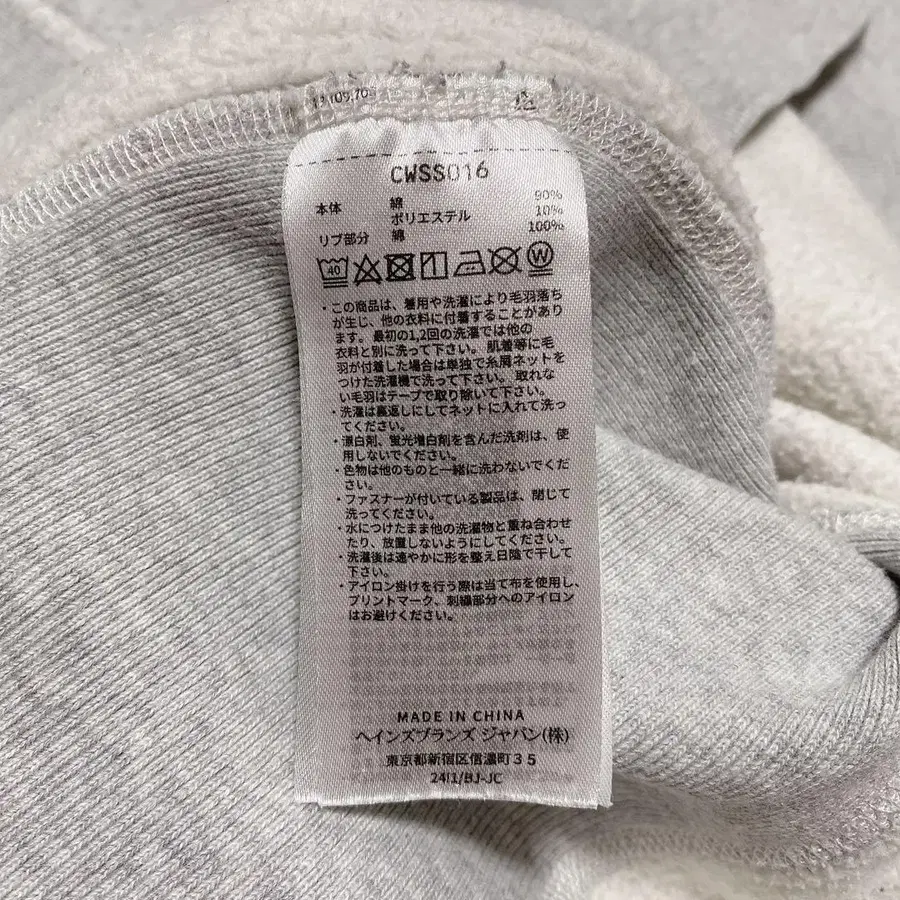 CWSS016
本体 綿 90%
ポリエステル 10%
リブ部分 綿 100%
40 W
・この商品は、着用や洗濯により毛羽落ち
が生じ、他の衣料に付着することがあり
ます。最初の1,2回の洗濯では他の
衣料と別に洗って下さい。肌着等に毛
羽が付着した場合は単独で糸屑ネットを
つけた洗濯機で洗って下さい。取れな
い毛羽はテープで取り除いて下さい。
・洗濯は裏返しにしてネットに入れて洗っ
てください。
・漂白剤、蛍光増白剤を含んだ洗剤は、使
用しないでください。
・色物は他のものと一緒に洗わないでくだ
さい。
・ファスナーが付いている製品は、閉じて
洗ってください。
・水につけたまま他の洗濯物と重ね合わせ
たり、放置しないようにしてください。
・洗濯後は速やかに形を整え日陰で干して
下さい。
・アイロン掛けを行う際は当て布を使用し、
プリントマーク、刺繍部分へのアイロン
はお避けください。
MADE IN CHINA
ヘインズブランズ ジャパン(株)
東京都新宿区信濃町35
24I1/BJ-JC